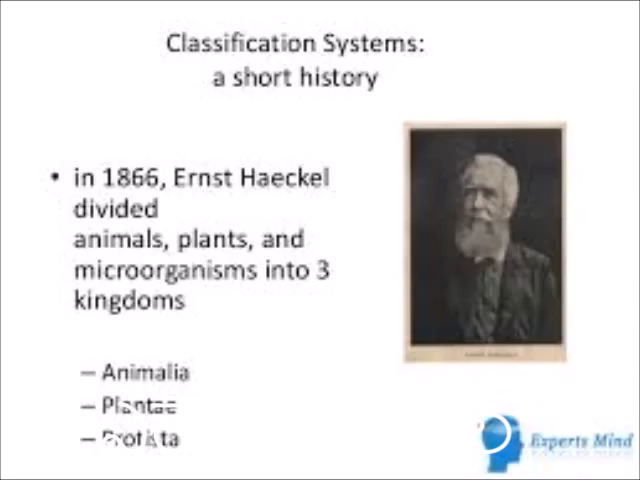 Classification Systems:
a short history
• in 1866, Ernst Haeckel
divided
animals, plants, and
microorganisms into 3
kingdoms
– Animalia
– Plantae
– Protista
Experts Mind